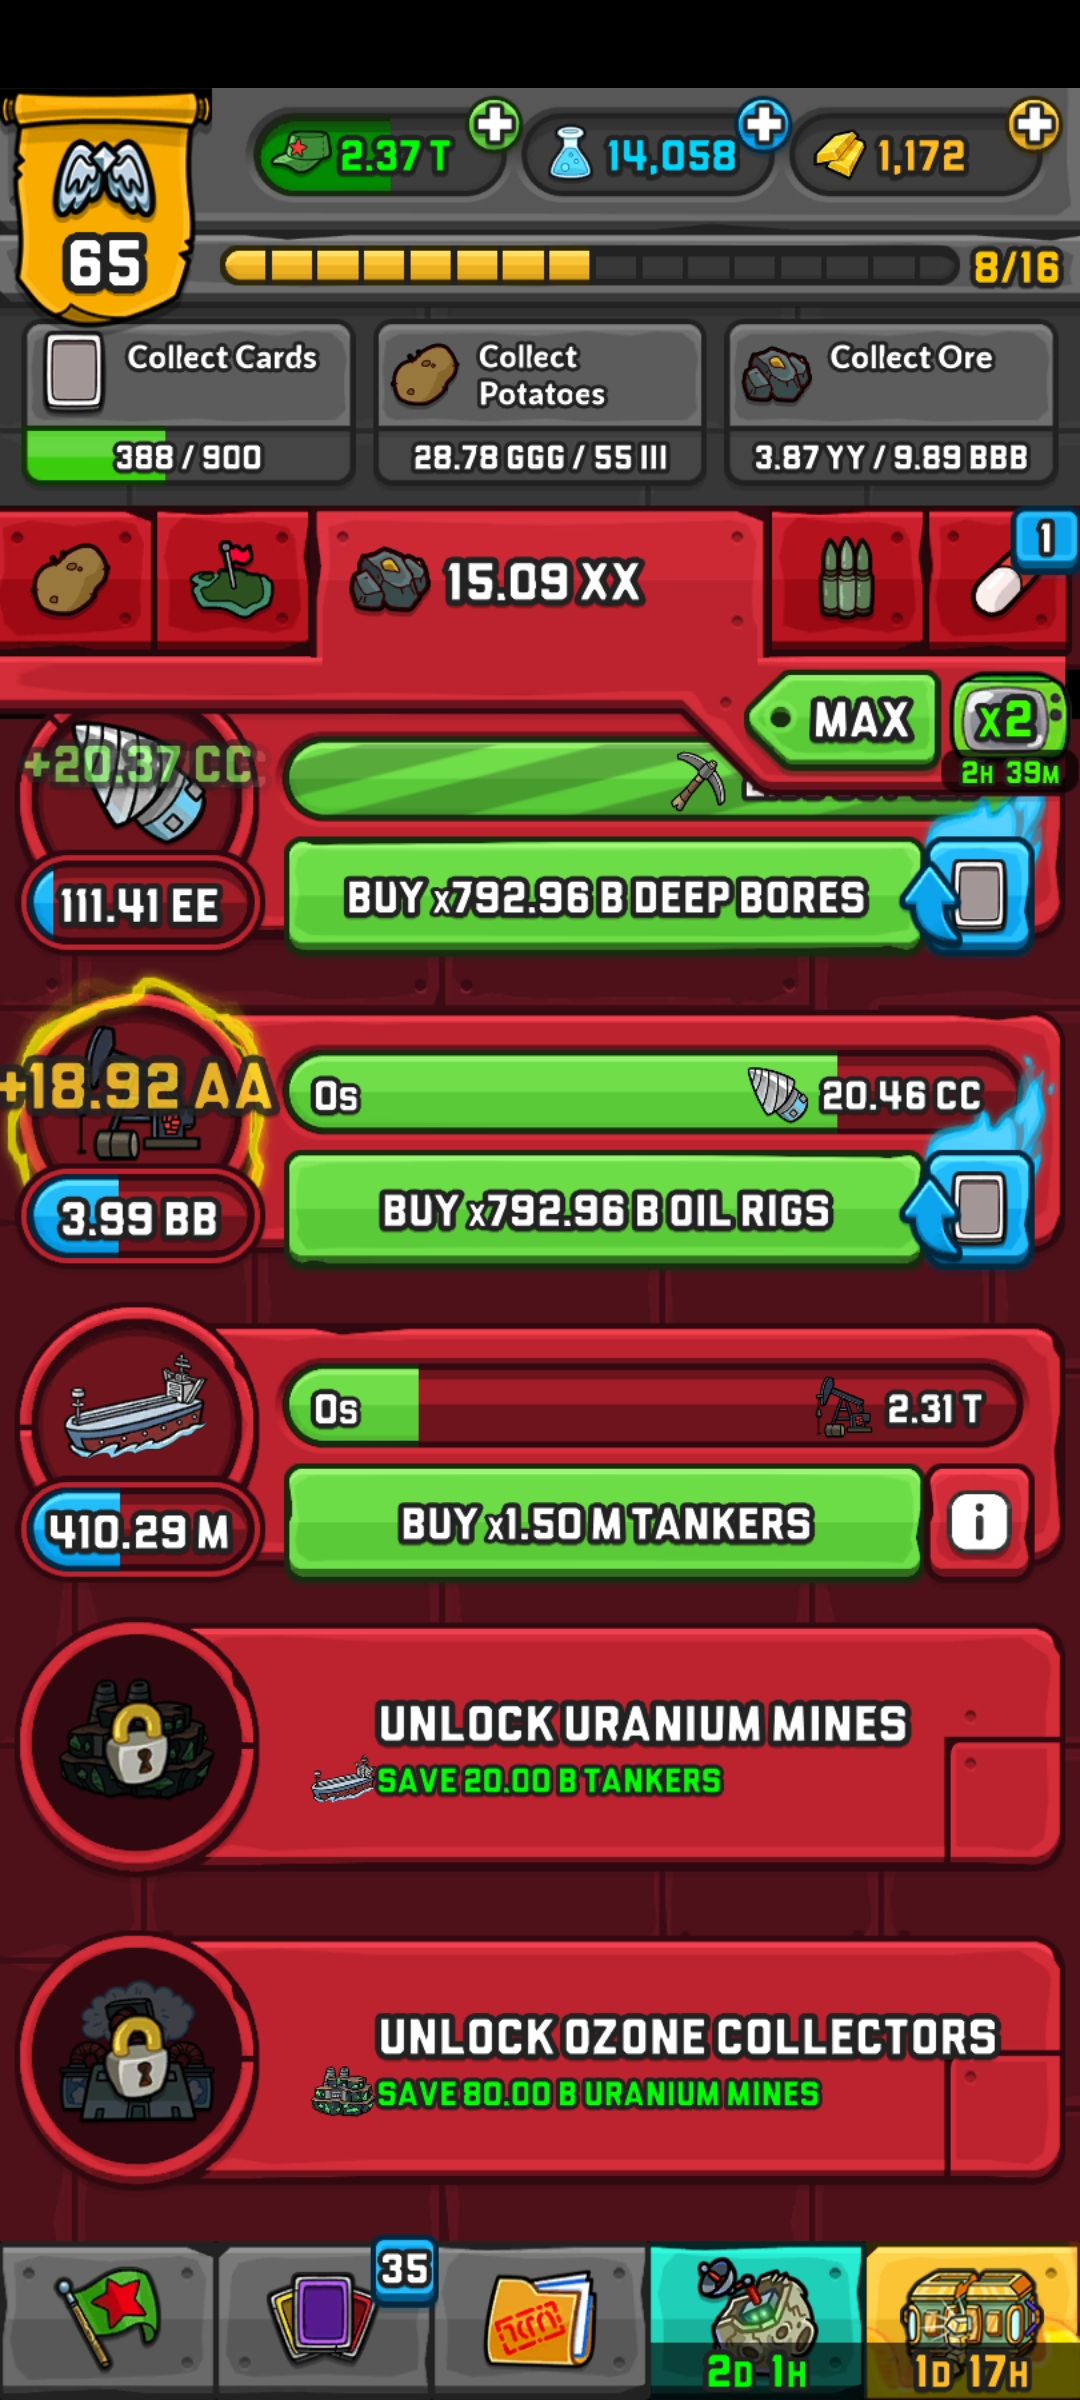 2.37 T
14,058
1,172
65
8/16
Collect Cards
388 / 900
Collect
Potatoes
28.78 GGG / 55 III
Collect Ore
3.87 YY / 9.89 BBB
15.09 XX
1
MAX
x2
2H 39M
+20.37 CC
111.41 EE
BUY x792.96 B DEEP BORES
+18.92 AA
0s
20.46 CC
3.99 BB
BUY x792.96 B OIL RIGS
0s
2.31 T
410.29 M
BUY x1.50 M TANKERS
i
UNLOCK URANIUM MINES
SAVE 20.00 B TANKERS
UNLOCK OZONE COLLECTORS
SAVE 80.00 B URANIUM MINES
35
2D 1H
1D 17H